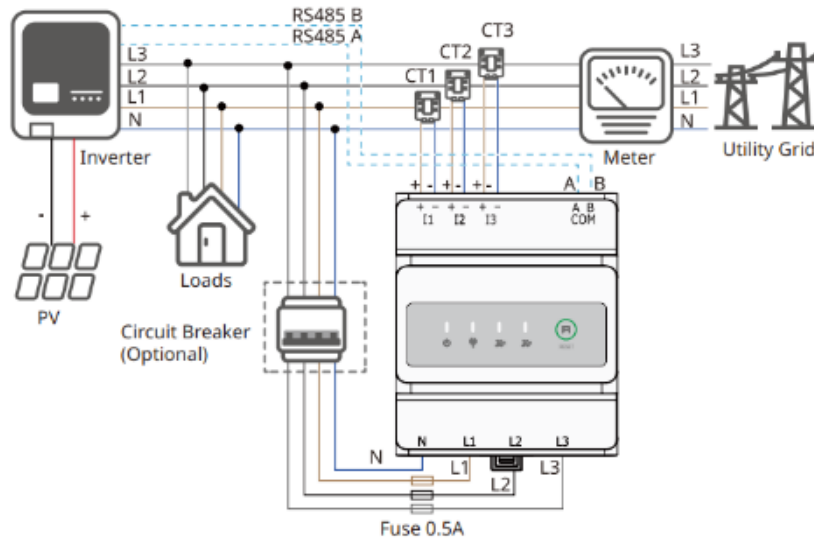 RS485 B
RS485 A
CT3
CT2
CT1
L3
L2
L1
N
L3
L2
L1
N
Inverter
Meter
Utility Grid
- +
PV
Loads
+ - + - + -
A B
+ - + - + -
I1 I2 I3
A B
COM
Circuit Breaker
(Optional)
N L1 L2 L3
N
L1
L2
L3
Fuse 0.5A